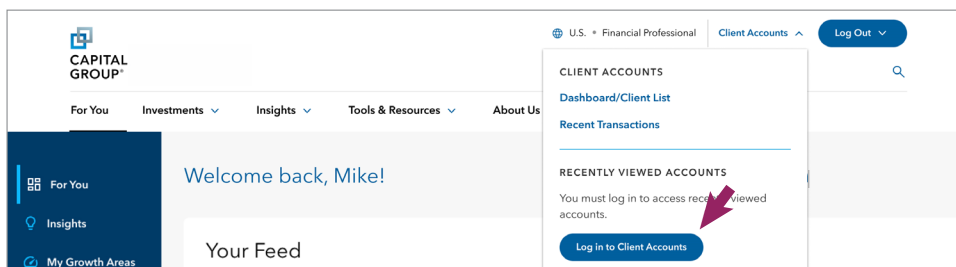 CAPITAL
GROUP®
U.S. • Financial Professional
Client Accounts
Log Out
For You
Investments
Insights
Tools & Resources
About Us
CLIENT ACCOUNTS
Dashboard/Client List
Recent Transactions
RECENTLY VIEWED ACCOUNTS
You must log in to access viewed
accounts.
Log in to Client Accounts
For You
Insights
My Growth Areas
Welcome back, Mike!
Your Feed